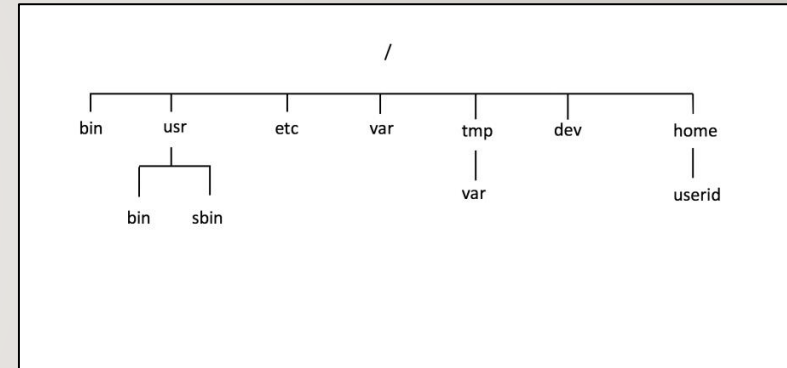 /
bin usr etc var tmp dev home
var userid
bin sbin